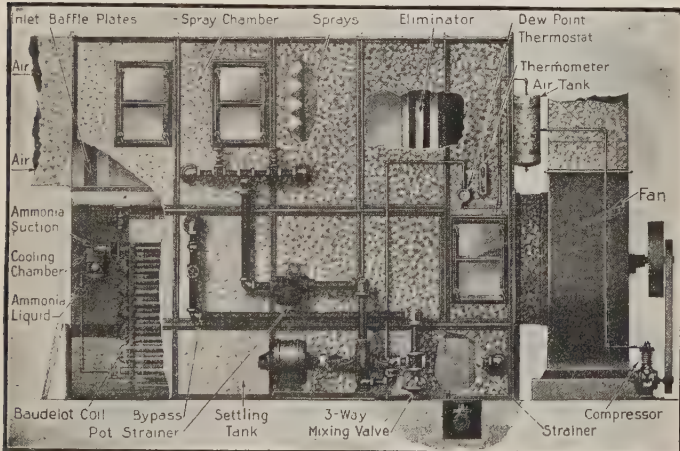 Inlet Baffle Plates
Spray Chamber
Sprays
Eliminator
Dew Point
Thermostat
Thermometer
Air Tank
Air
Air
Fan
Ammonia
Suction
Cooling
Chamber
Ammonia
Liquid
Baudelot Coil
Bypass
Pot Strainer
Settling
Tank
3-Way
Mixing Valve
Strainer
Compressor